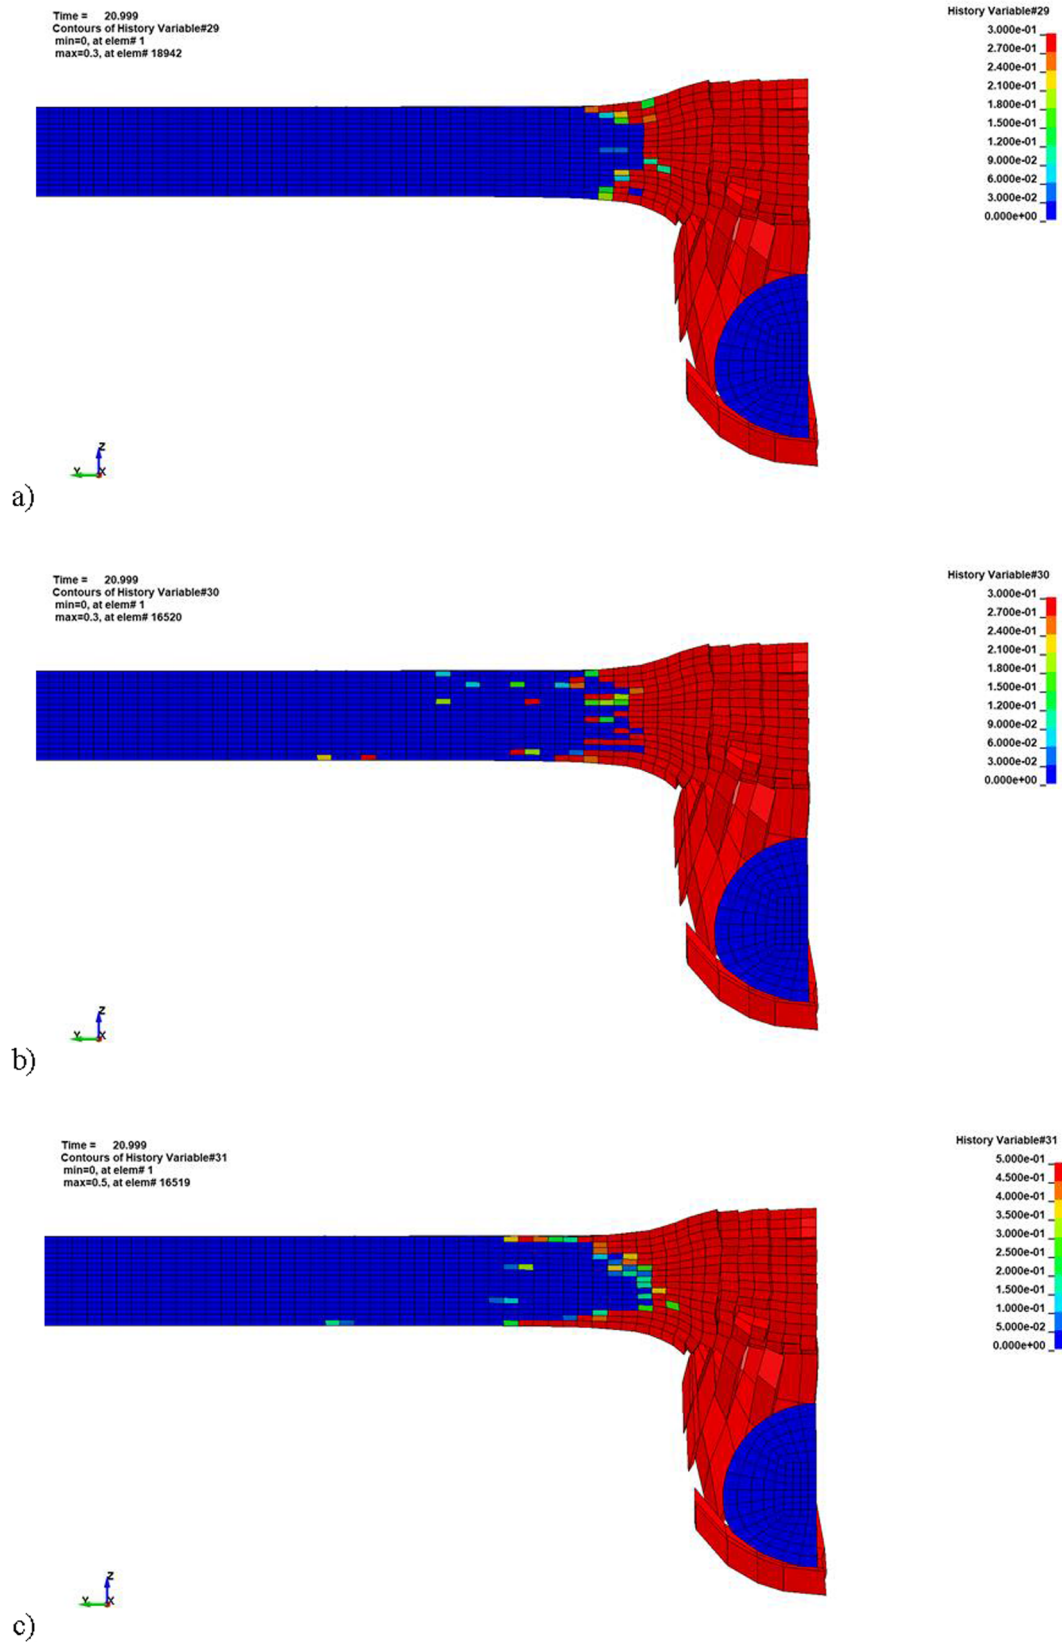 Time = 20.999
Contours of History Variable#29
min=0, at elem# 1
max=0.3, at elem# 18942
History Variable#29
3.000e-01
2.700e-01
2.400e-01
2.100e-01
1.800e-01
1.500e-01
1.200e-01
9.000e-02
6.000e-02
3.000e-02
0.000e+00
Z
Y X
a)
Time = 20.999
Contours of History Variable#30
min=0, at elem# 1
max=0.3, at elem# 16520
History Variable#30
3.000e-01
2.700e-01
2.400e-01
2.100e-01
1.800e-01
1.500e-01
1.200e-01
9.000e-02
6.000e-02
3.000e-02
0.000e+00
Z
Y X
b)
Time = 20.999
Contours of History Variable#31
min=0, at elem# 1
max=0.5, at elem# 16519
History Variable#31
5.000e-01
4.500e-01
4.000e-01
3.500e-01
3.000e-01
2.500e-01
2.000e-01
1.500e-01
1.000e-01
5.000e-02
0.000e+00
Z
Y X
c)